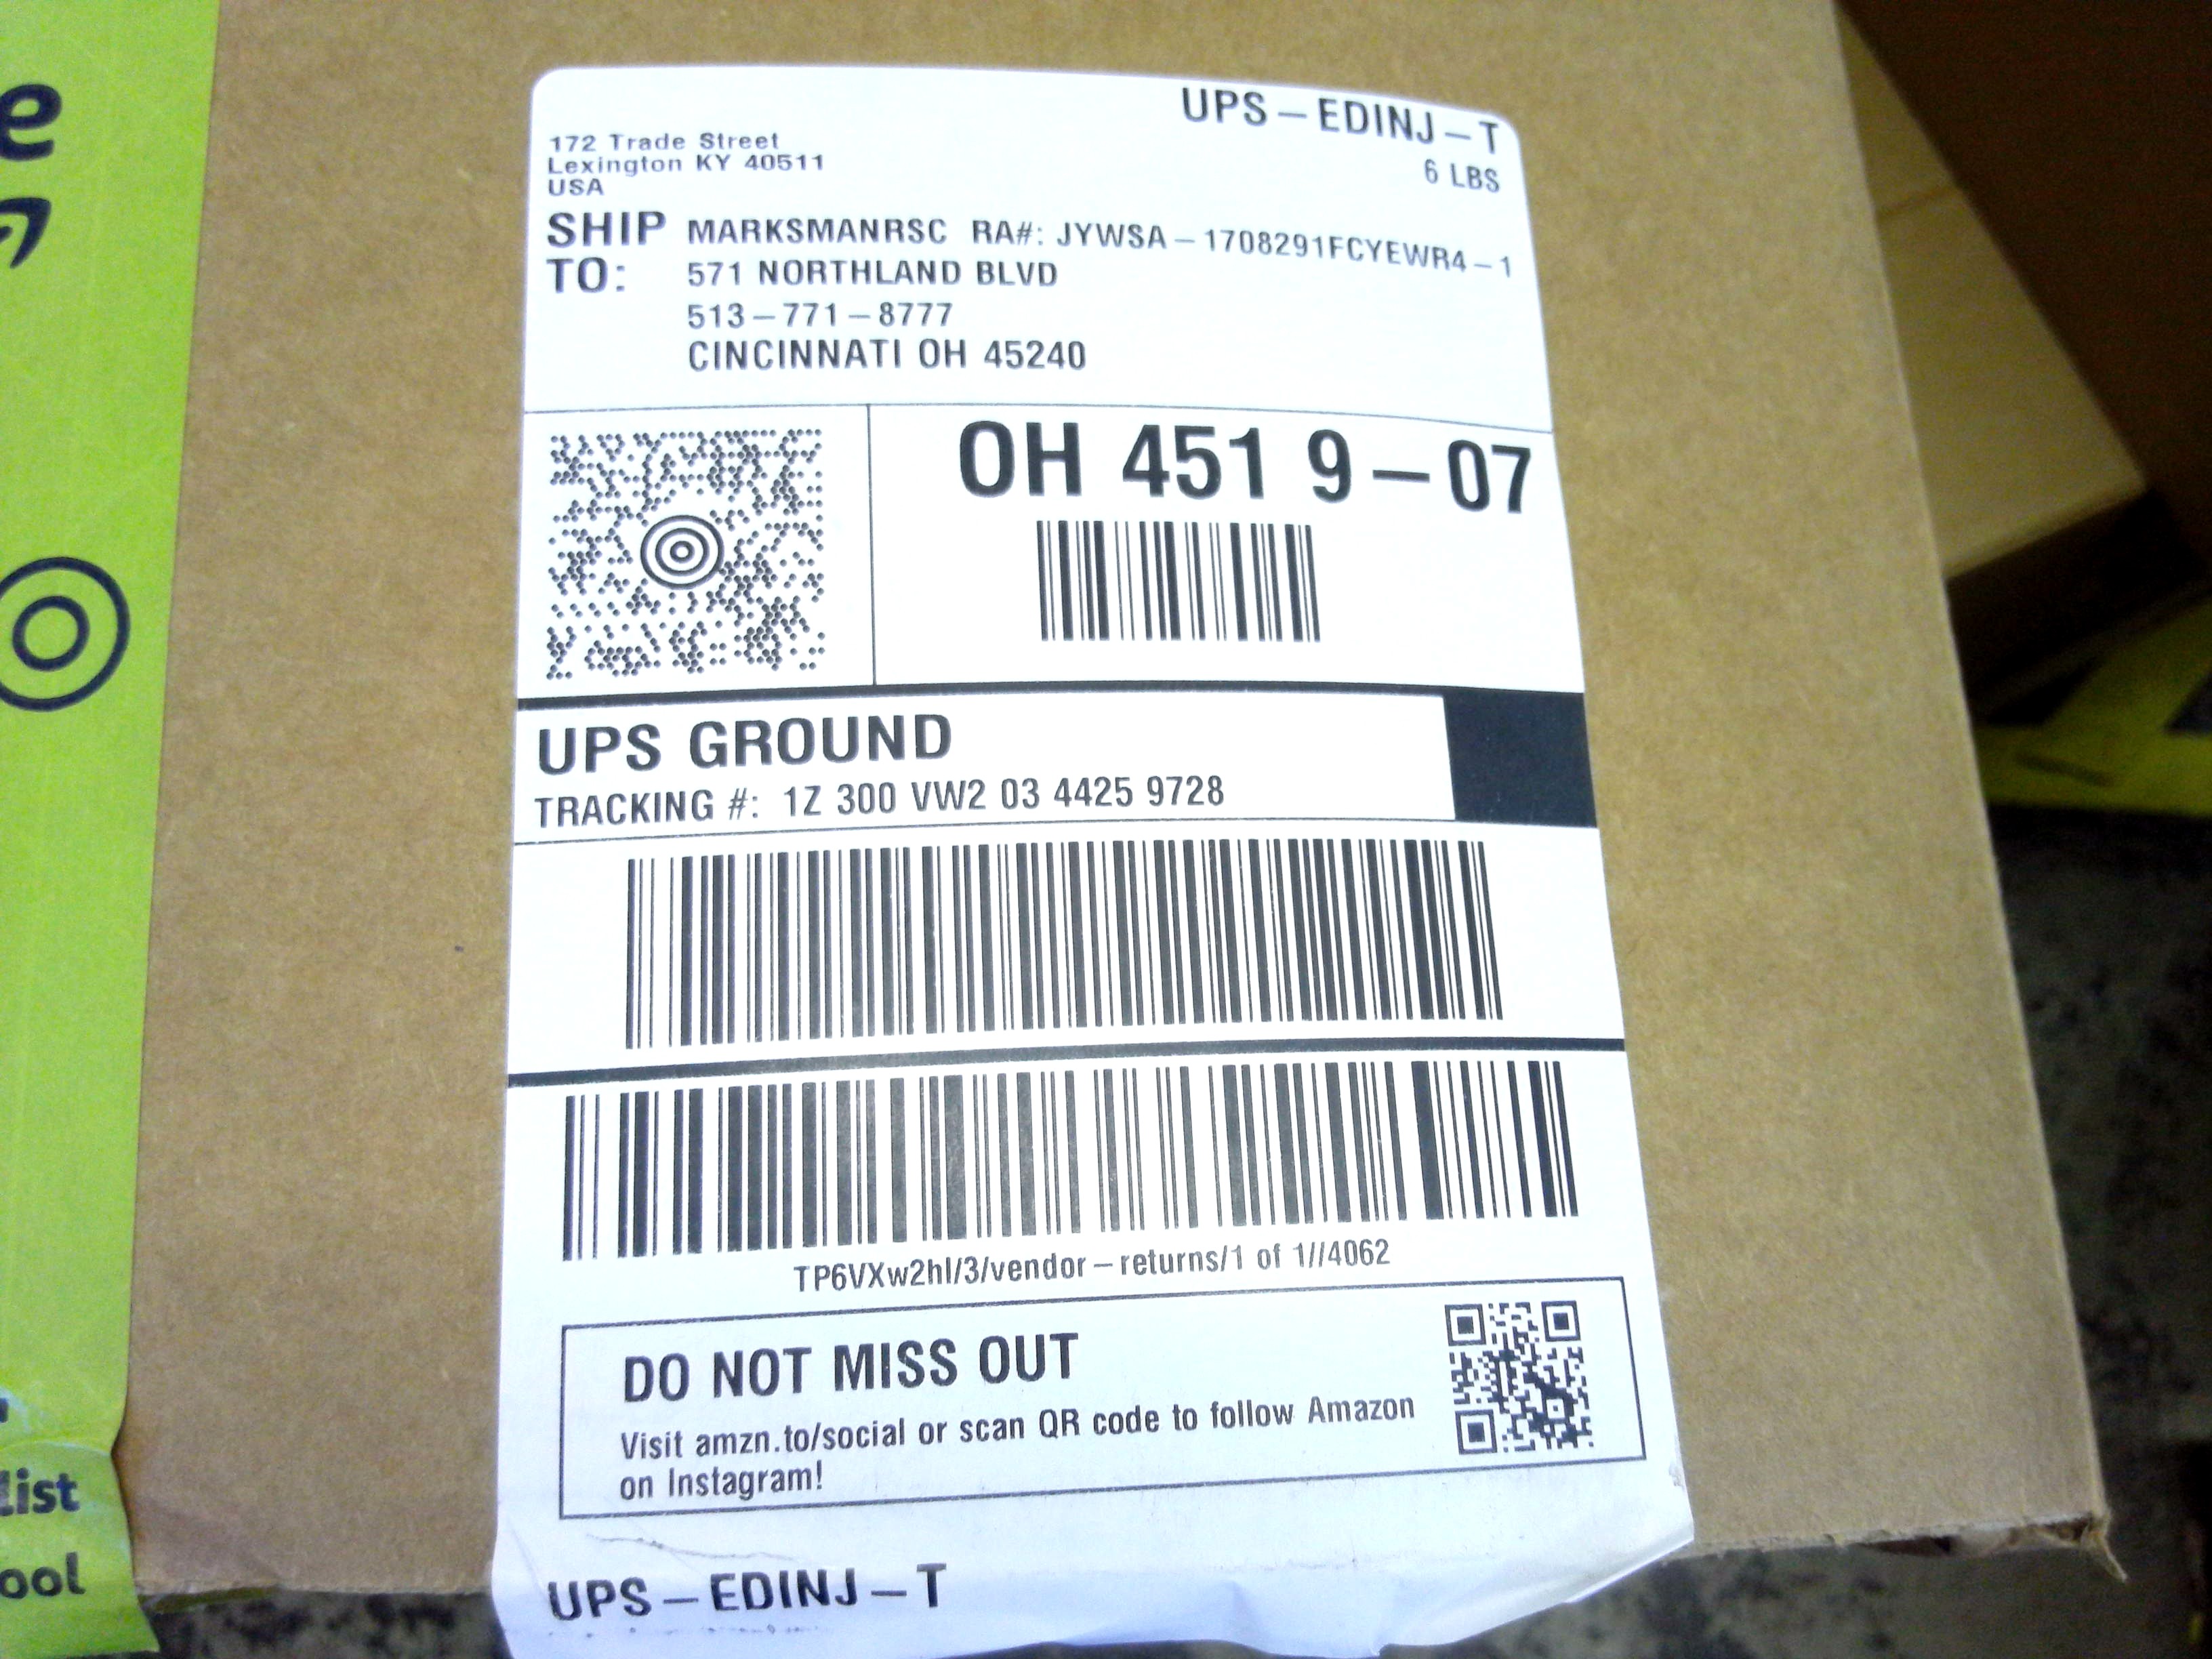 UPS-EDINJ-T
6 LBS
172 Trade Street
Lexington KY 40511
USA
SHIP TO:
MARKSMANRSC RA#: JYWSA-1708291FCYEWR4-1
571 NORTHLAND BLVD
513-771-8777
CINCINNATI OH 45240
OH 451 9-07
UPS GROUND
TRACKING #: 1Z 300 VW2 03 4425 9728
TP6VXw2hl/3/vendor-returns/1 of 1//4062
DO NOT MISS OUT
Visit amzn.to/social or scan QR code to follow Amazon
on Instagram!
UPS-EDINJ-T
e
list
ool